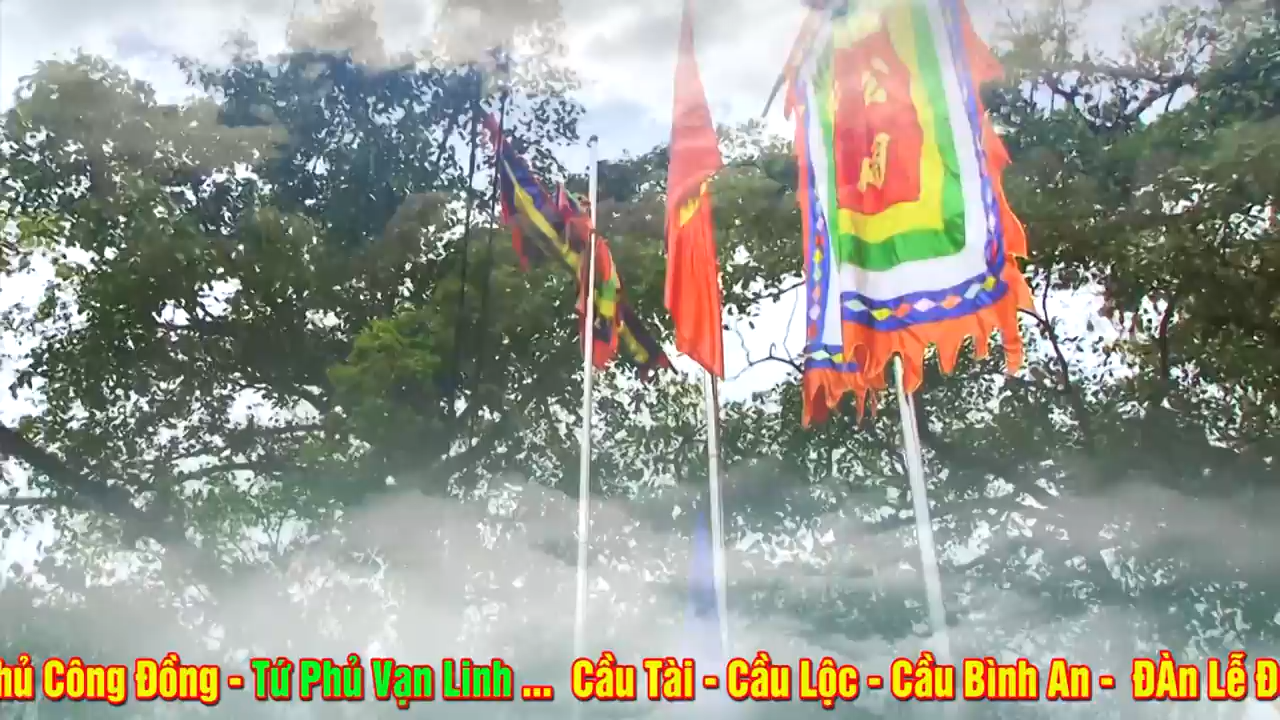 hủ Công Đồng - Tứ Phủ Vạn Linh ... Cầu Tài - Cầu Lộc - Cầu Bình An - ĐÀn Lễ Đ